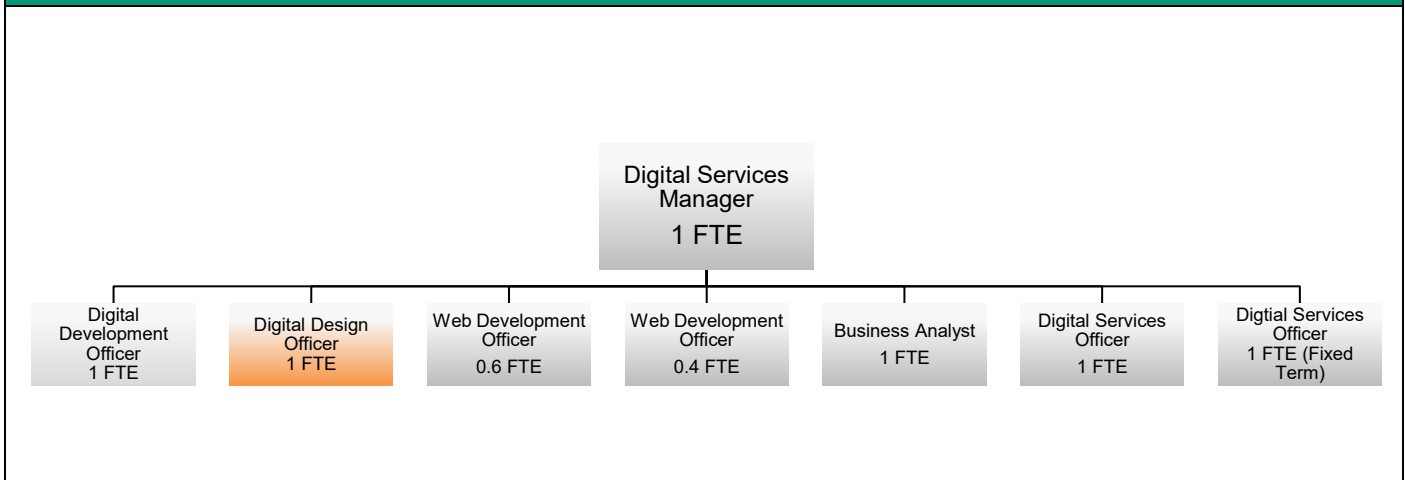 Digital Services
Manager
1 FTE
Digital
Development
Officer
1 FTE
Digital Design
Officer
1 FTE
Web Development
Officer
0.6 FTE
Web Development
Officer
0.4 FTE
Business Analyst
1 FTE
Digital Services
Officer
1 FTE
Digtial Services
Officer
1 FTE (Fixed
Term)